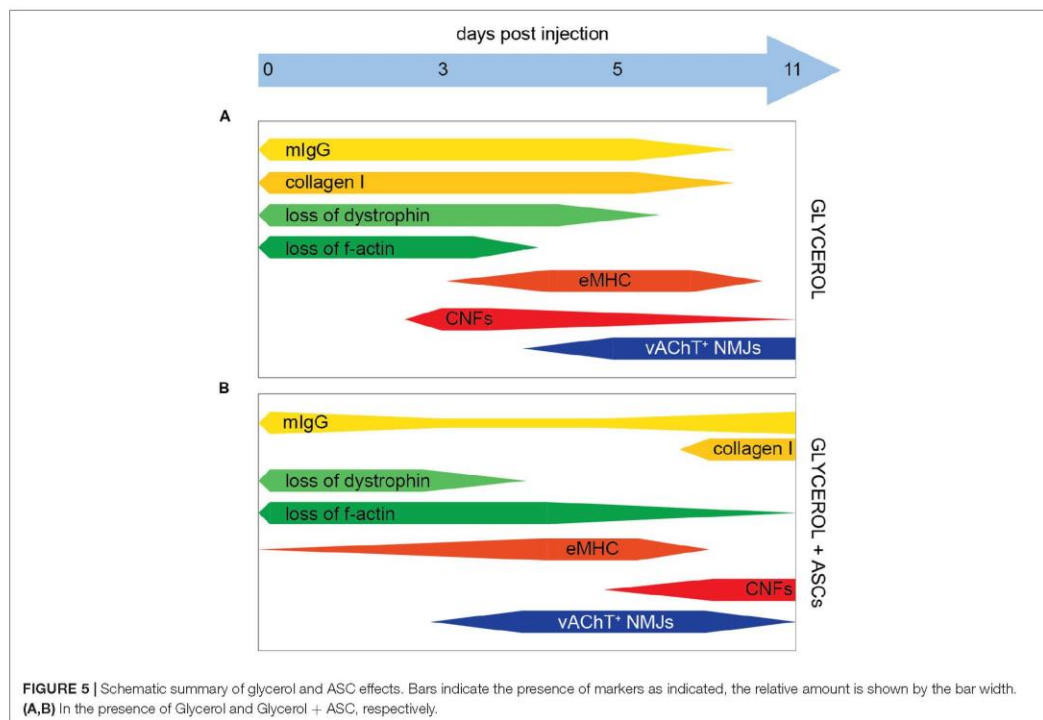 days post injection
0 3 5 11
A
mIgG
collagen I
loss of dystrophin
loss of f-actin
eMHC
CNFs
vAChT⁺ NMJs
GLYCEROL
B
mIgG
collagen I
loss of dystrophin
loss of f-actin
eMHC
CNFs
vAChT⁺ NMJs
GLYCEROL + ASCs
FIGURE 5 | Schematic summary of glycerol and ASC effects. Bars indicate the presence of markers as indicated, the relative amount is shown by the bar width.
(A,B) In the presence of Glycerol and Glycerol + ASC, respectively.